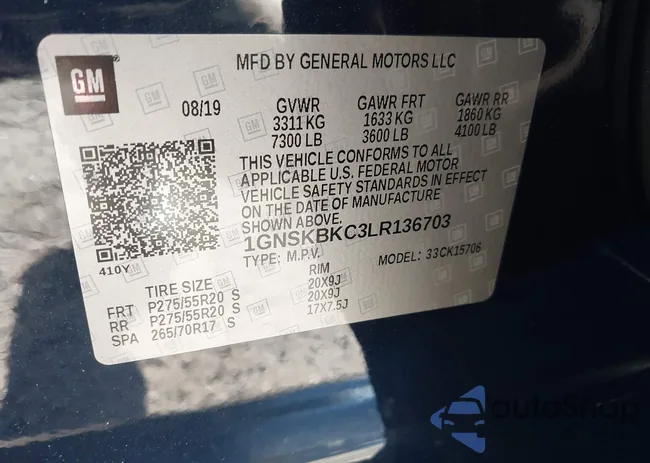 GM
MFD BY GENERAL MOTORS LLC
08/19
GVWR GAWR FRT GAWR RR
3311 KG 1633 KG 1860 KG
7300 LB 3600 LB 4100 LB
THIS VEHICLE CONFORMS TO ALL
APPLICABLE U.S. FEDERAL MOTOR
VEHICLE SAFETY STANDARDS IN EFFECT
ON THE DATE OF MANUFACTURE
SHOWN ABOVE.
1GNSKBKC3LR136703
TYPE: M.P.V. MODEL: 33CK15706
410Y
TIRE SIZE RIM
FRT P275/55R20 S 20X9J
RR P275/55R20 S 20X9J
SPA 265/70R17 S 17X7.5J
autoShop